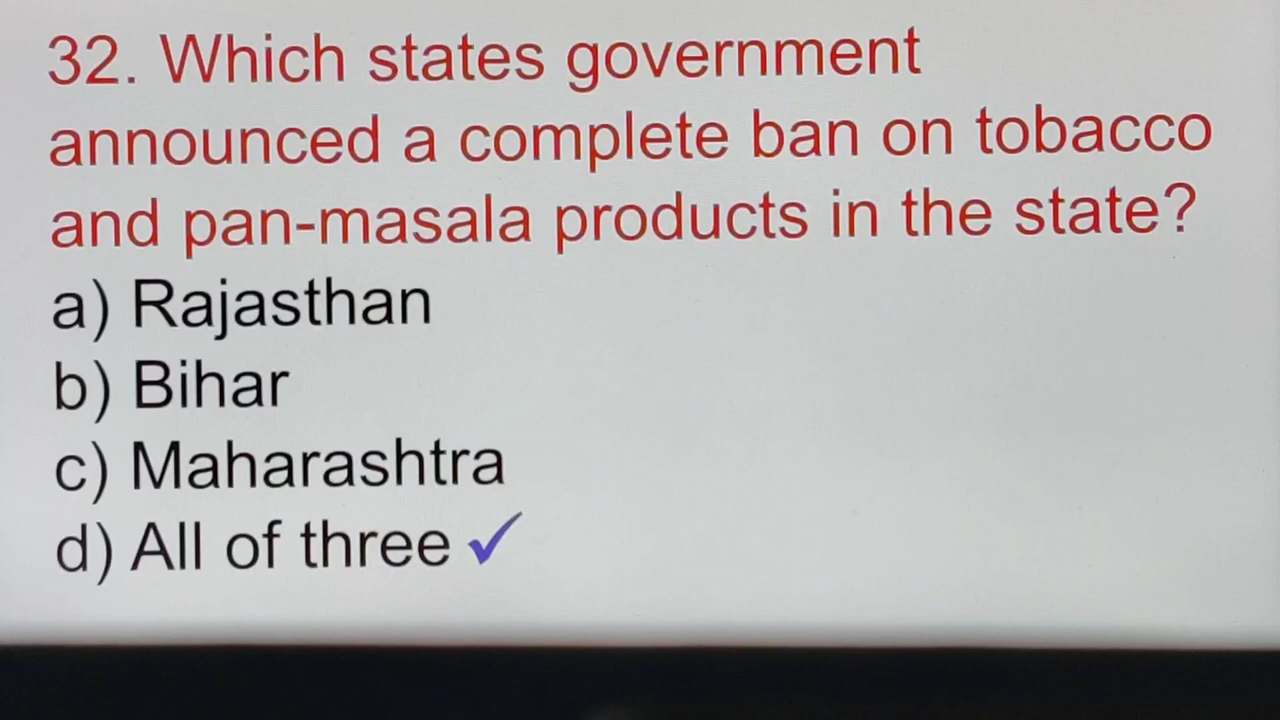 32. Which states government
announced a complete ban on tobacco
and pan-masala products in the state?
a) Rajasthan
b) Bihar
c) Maharashtra
d) All of three ✓